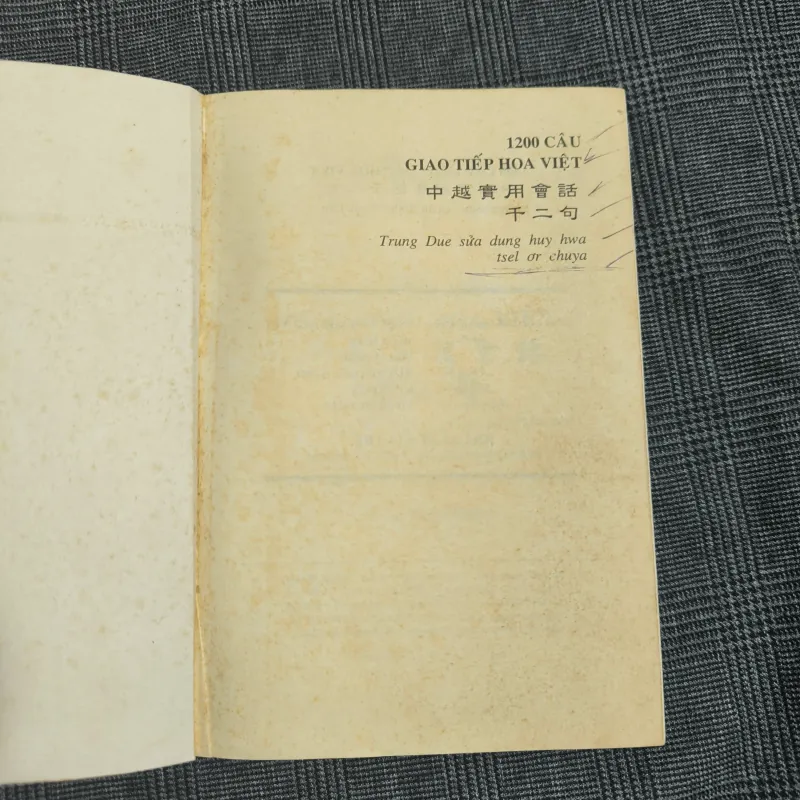 1200 CÂU
GIAO TIẾP HOA VIỆT
中越實用會話
千二句
Trung Due sửa dung huy hwa
tsel ơr chuya